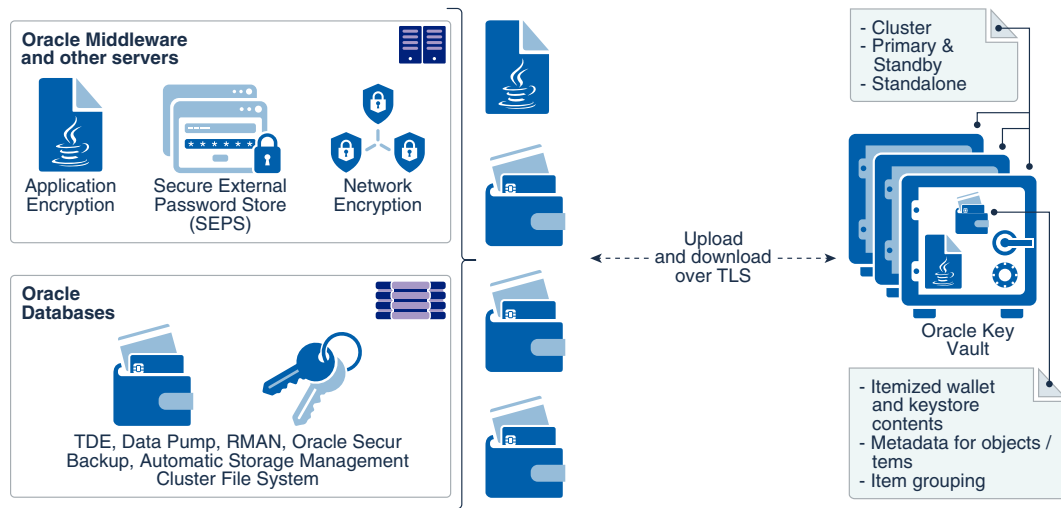 Oracle Middleware
and other servers
Application
Encryption
Secure External
Password Store
(SEPS)
Network
Encryption
Oracle
Databases
TDE, Data Pump, RMAN, Oracle Secur
Backup, Automatic Storage Management
Cluster File System
Upload
and download
over TLS
- Cluster
- Primary &
Standby
- Standalone
Oracle Key
Vault
- Itemized wallet
and keystore
contents
- Metadata for objects /
tems
- Item grouping